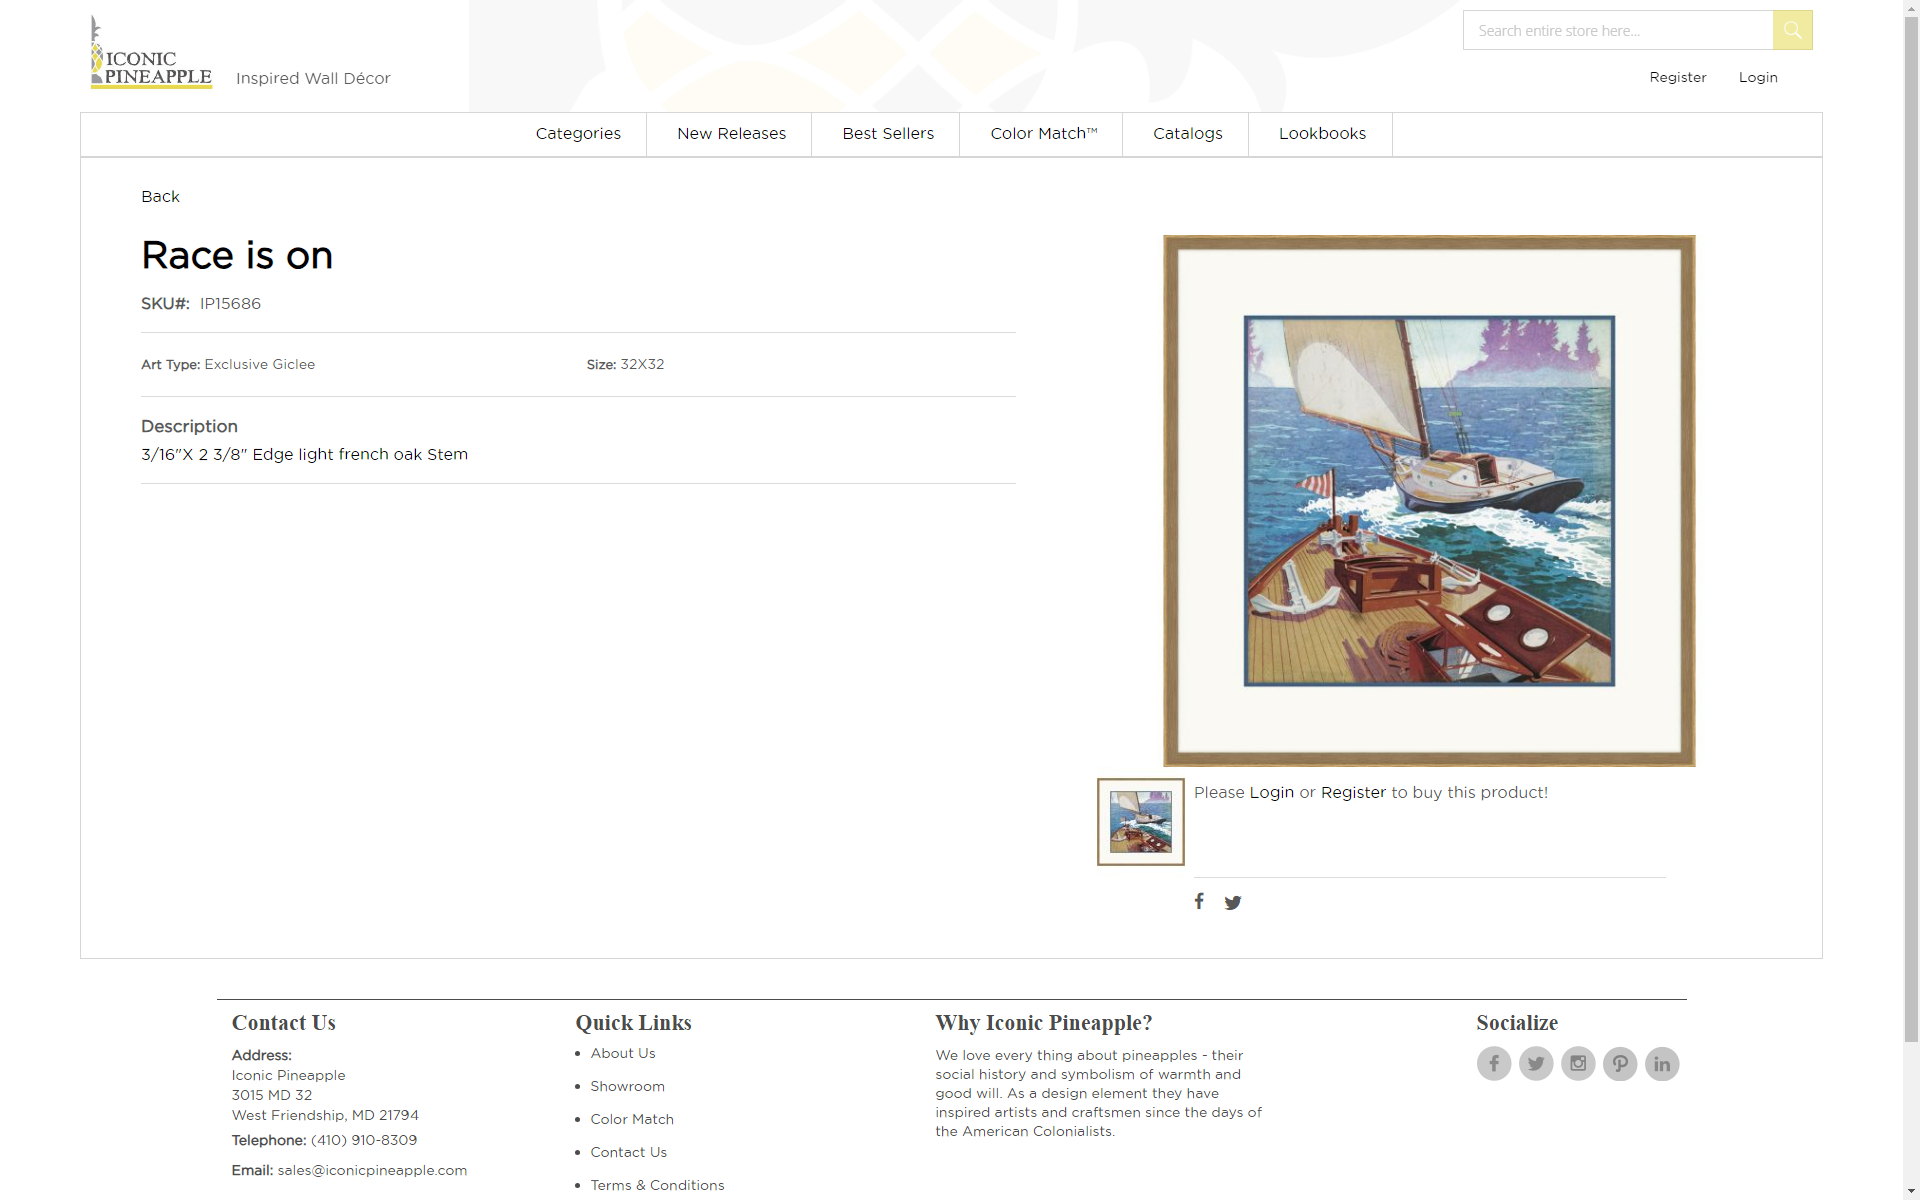 ICONIC
PINEAPPLE
Inspired Wall Décor
Search entire store here...
Register
Login
Categories
New Releases
Best Sellers
Color Match™
Catalogs
Lookbooks
Back
Race is on
SKU#: IP15686
Art Type: Exclusive Giclee
Size: 32X32
Description
3/16"X 2 3/8" Edge light french oak Stem
Please Login or Register to buy this product!
Contact Us
Address:
Iconic Pineapple
3015 MD 32
West Friendship, MD 21794
Telephone: (410) 910-8309
Email: sales@iconicpineapple.com
Quick Links
About Us
Showroom
Color Match
Contact Us
Terms & Conditions
Why Iconic Pineapple?
We love every thing about pineapples - their
social history and symbolism of warmth and
good will. As a design element they have
inspired artists and craftsmen since the days of
the American Colonialists.
Socialize